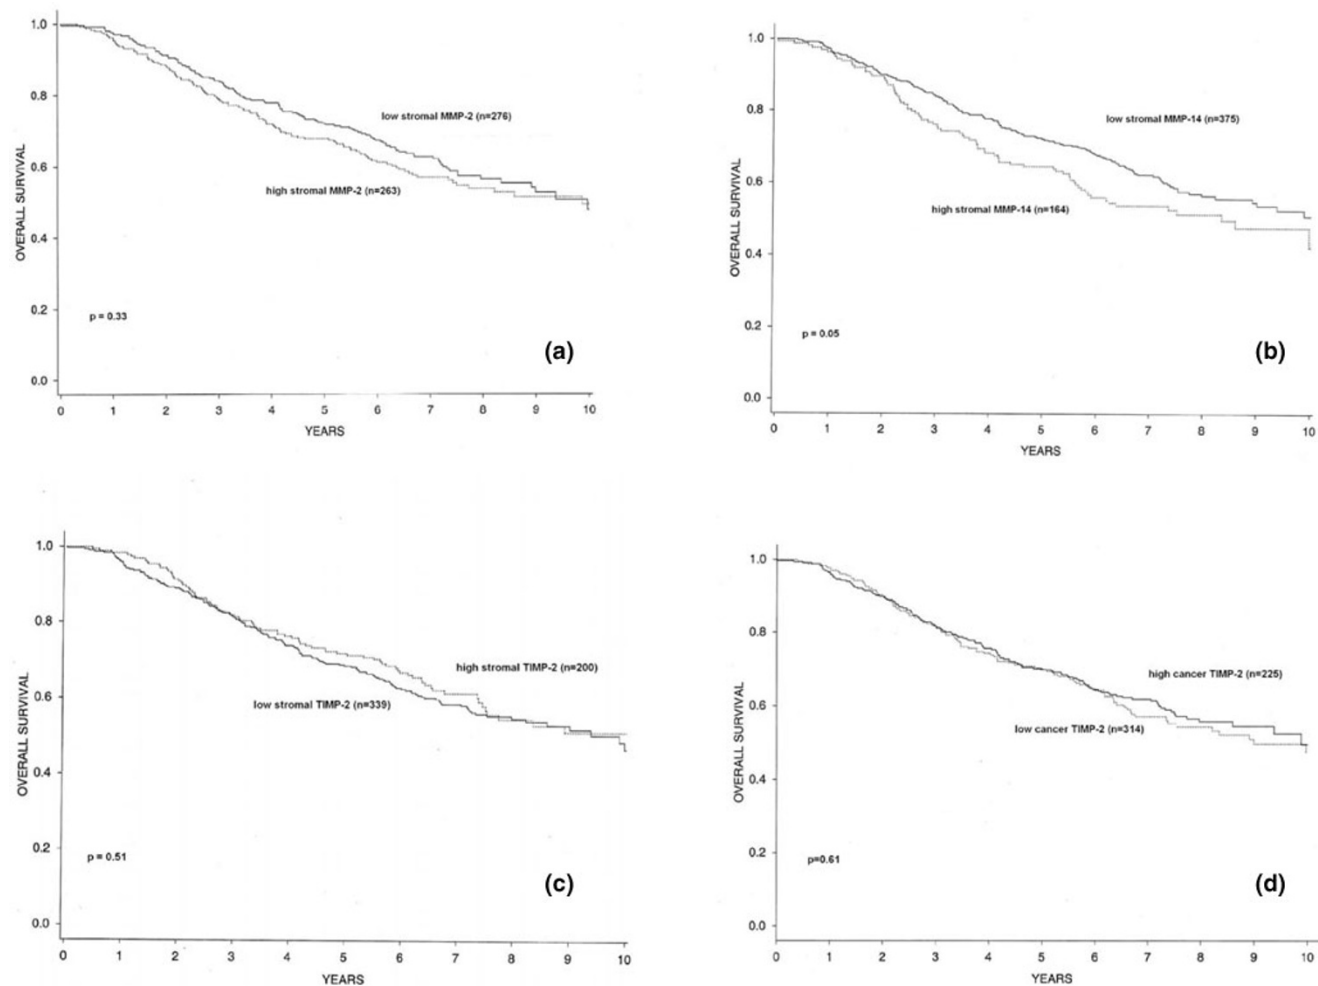 1.0
0.8
0.6
0.4
0.2
0.0
OVERALL SURVIVAL
low stromal MMP-2 (n=276)
high stromal MMP-2 (n=263)
p = 0.33
(a)
0 1 2 3 4 5 6 7 8 9 10
YEARS
1.0
0.8
0.6
0.4
0.2
0.0
OVERALL SURVIVAL
low stromal MMP-14 (n=375)
high stromal MMP-14 (n=164)
p = 0.05
(b)
0 1 2 3 4 5 6 7 8 9 10
YEARS
1.0
0.8
0.6
0.4
0.2
0.0
OVERALL SURVIVAL
high stromal TIMP-2 (n=200)
low stromal TIMP-2 (n=339)
p = 0.51
(c)
0 1 2 3 4 5 6 7 8 9 10
YEARS
1.0
0.8
0.6
0.4
0.2
0.0
OVERALL SURVIVAL
high cancer TIMP-2 (n=225)
low cancer TIMP-2 (n=314)
p=0.61
(d)
0 1 2 3 4 5 6 7 8 9 10
YEARS